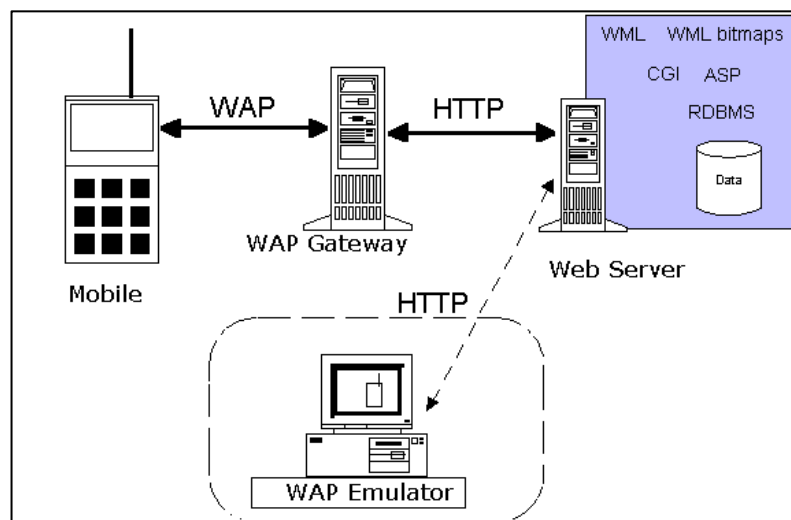 WML WML bitmaps
CGI ASP
RDBMS
Data
WAP
HTTP
WAP Gateway
Web Server
Mobile
HTTP
WAP Emulator